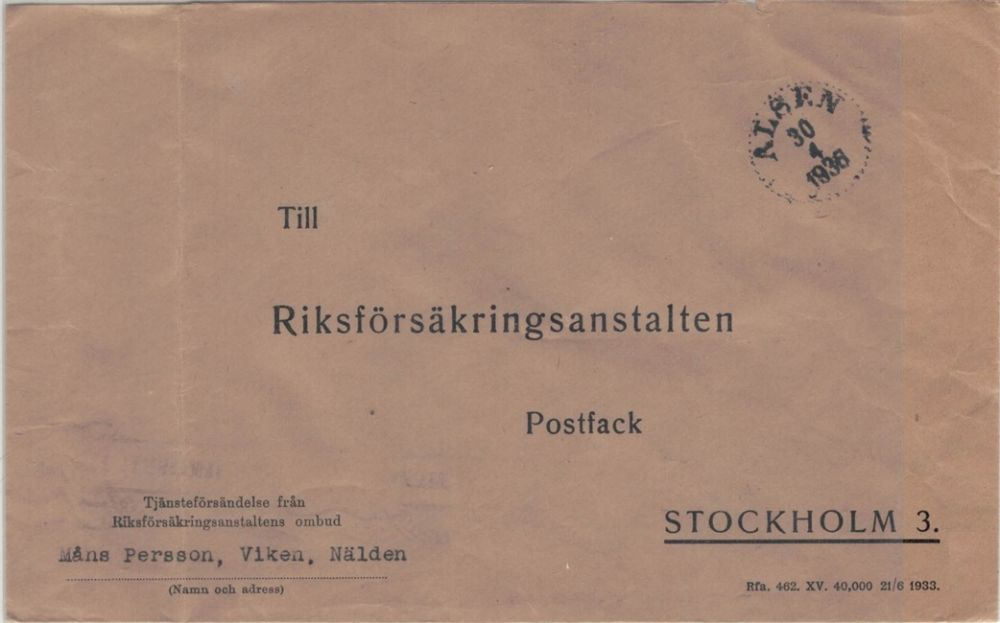 ALSEN
30
4
1936
Till
Riksförsäkringsanstalten
Postfack
Tjänsteförsändelse från
Riksförsäkringsanstaltens ombud
Måns Persson, Viken, Nälden
(Namn och adress)
STOCKHOLM 3.
Rfa. 462. XV. 40,000 21/6 1933.